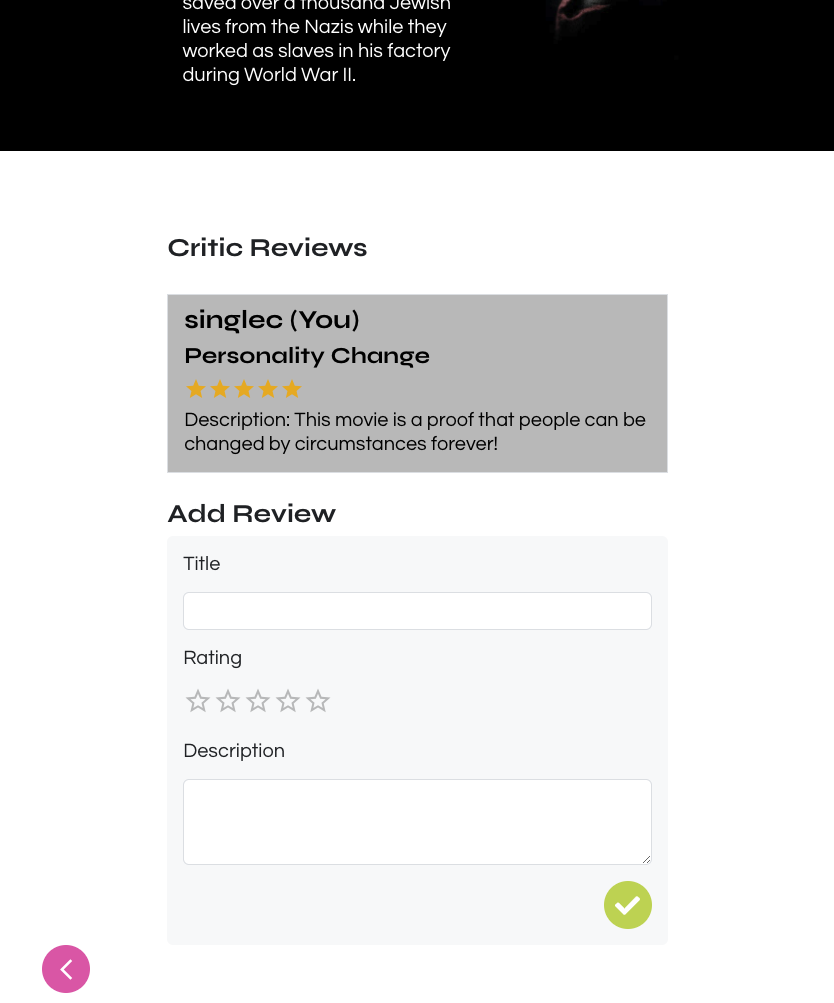 saved over a thousand Jewish
lives from the Nazis while they
worked as slaves in his factory
during World War II.
Critic Reviews
singlec (You)
Personality Change
Description: This movie is a proof that people can be
changed by circumstances forever!
Add Review
Title
Rating
Description